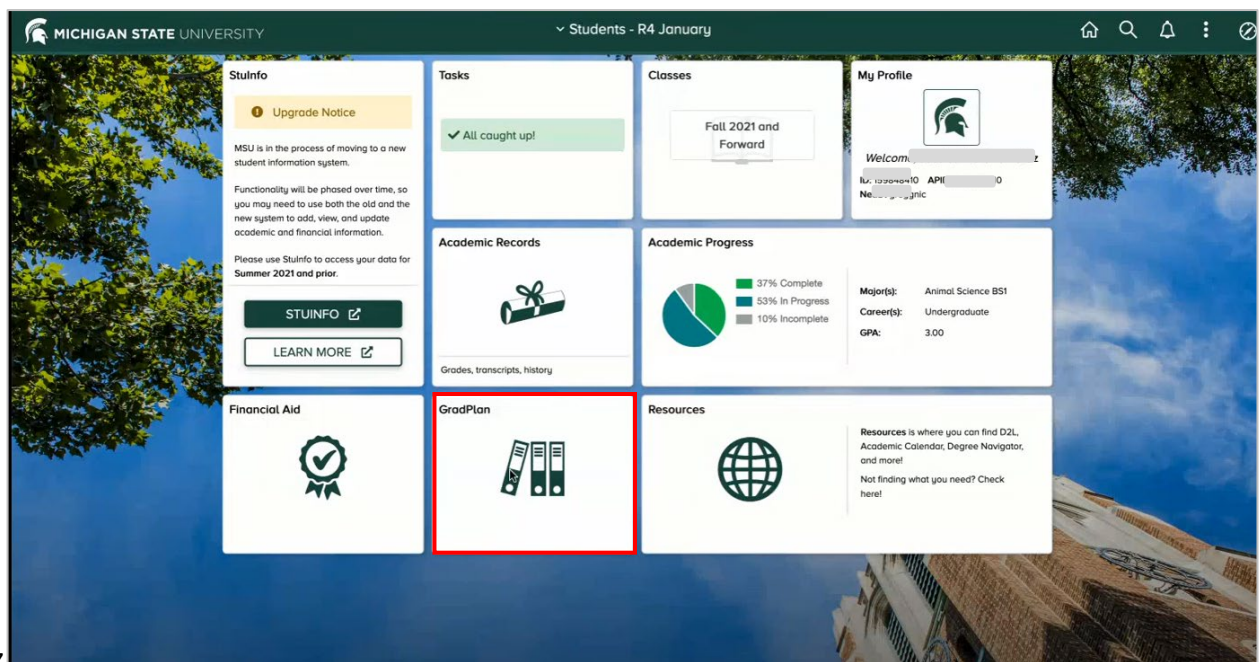 MICHIGAN STATE UNIVERSITY
Students - R4 January
StuInfo
Upgrade Notice
MSU is in the process of moving to a new
student information system.
Functionality will be phased over time, so
you may need to use both the old and the
new system to add, view, and update
academic and financial information.
Please use StuInfo to access your data for
Summer 2021 and prior.
STUINFO
LEARN MORE
Tasks
All caught up!
Classes
Fall 2021 and
Forward
My Profile
Academic Records
Grades, transcripts, history
Academic Progress
37% Complete
53% In Progress
10% Incomplete
Major(s): Animal Science BS1
Career(s): Undergraduate
GPA: 3.00
Financial Aid
GradPlan
Resources
Resources is where you can find D2L,
Academic Calendar, Degree Navigator,
and more!
Not finding what you need? Check
here!